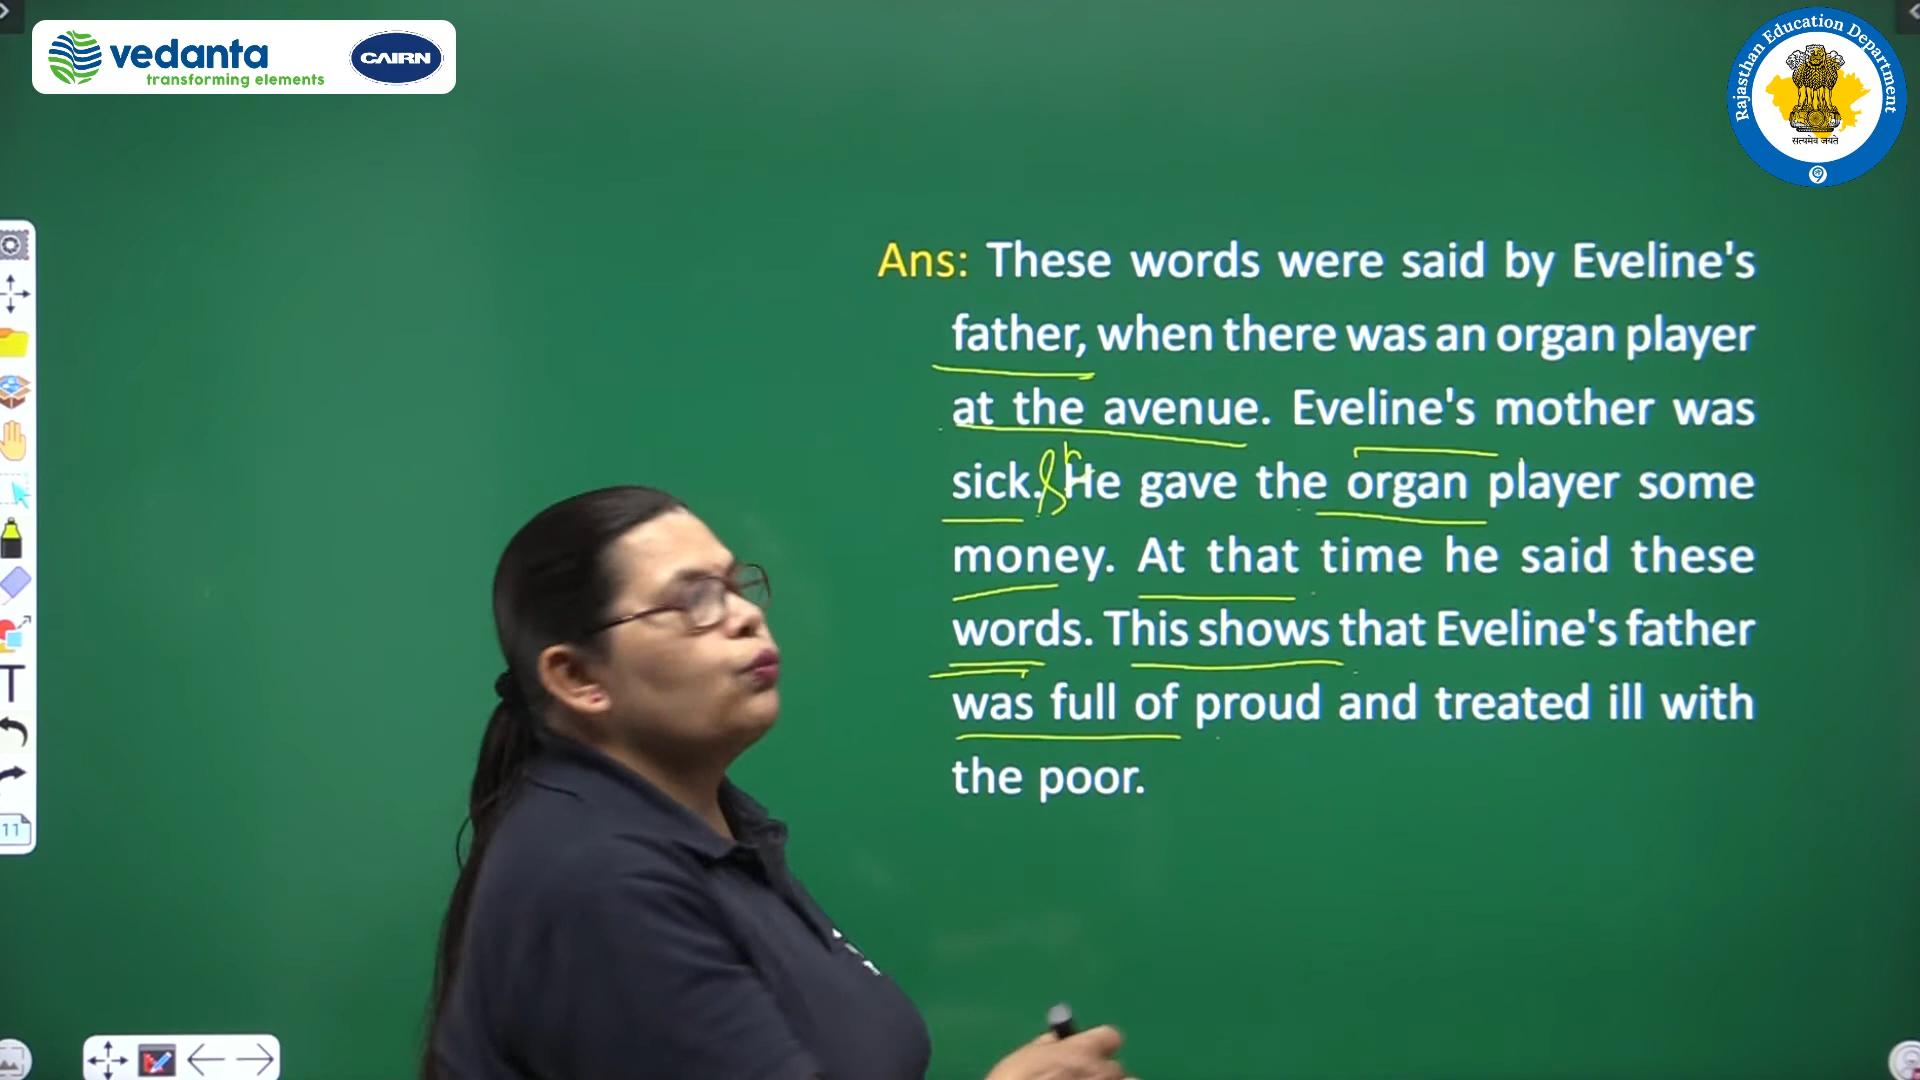 vedanta
transforming elements
CAIRN
Rajasthan Education Department
सत्यमेव जयते
Ans: These words were said by Eveline's
father, when there was an organ player
at the avenue. Eveline's mother was
sick. He gave the organ player some
money. At that time he said these
words. This shows that Eveline's father
was full of proud and treated ill with
the poor.
T
11